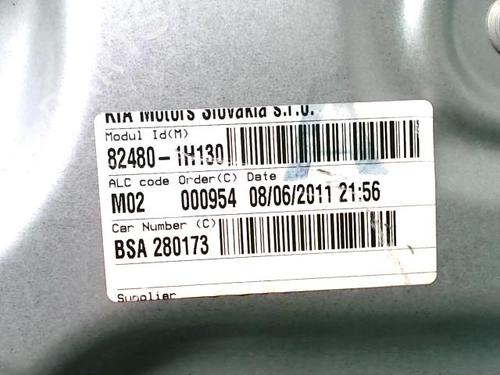 KIA Motors Slovakia s.r.o.
Modul Id(M)
82480-1H130
ALC code Order(C) Date
M02 000954 08/06/2011 21:56
Car Number (C)
BSA 280173
Supplier